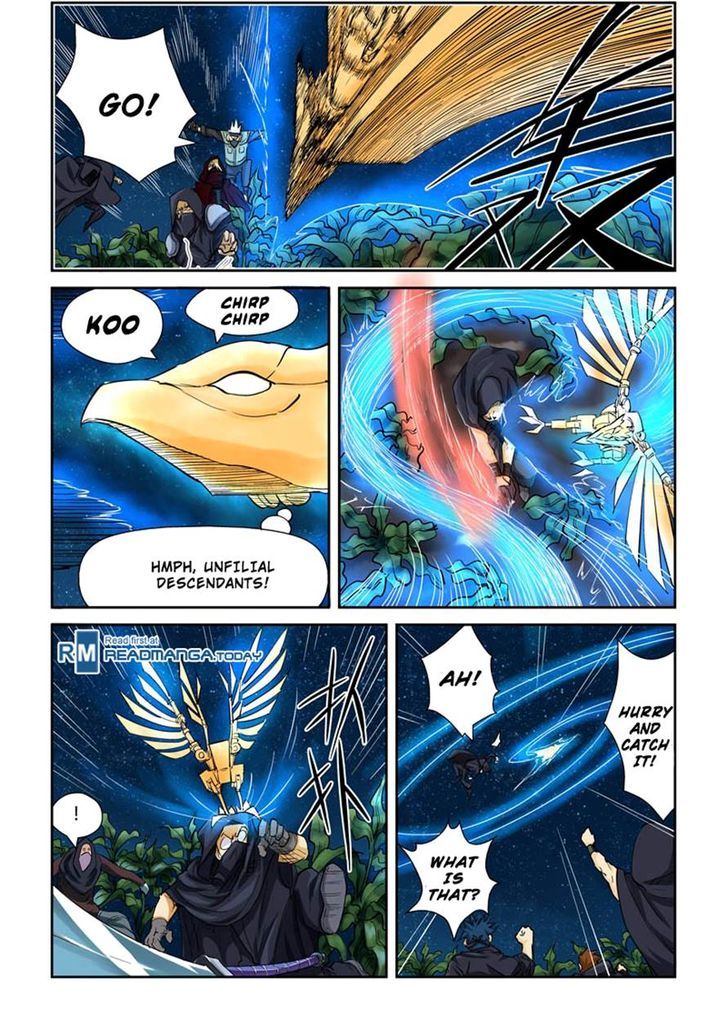 GO!
KOO
CHIRP
CHIRP
HMPH, UNFILIAL
DESCENDANTS!
RM
Read first at
READMANGA.TODAY
!
AH!
HURRY
AND
CATCH
IT!
WHAT
IS
THAT?